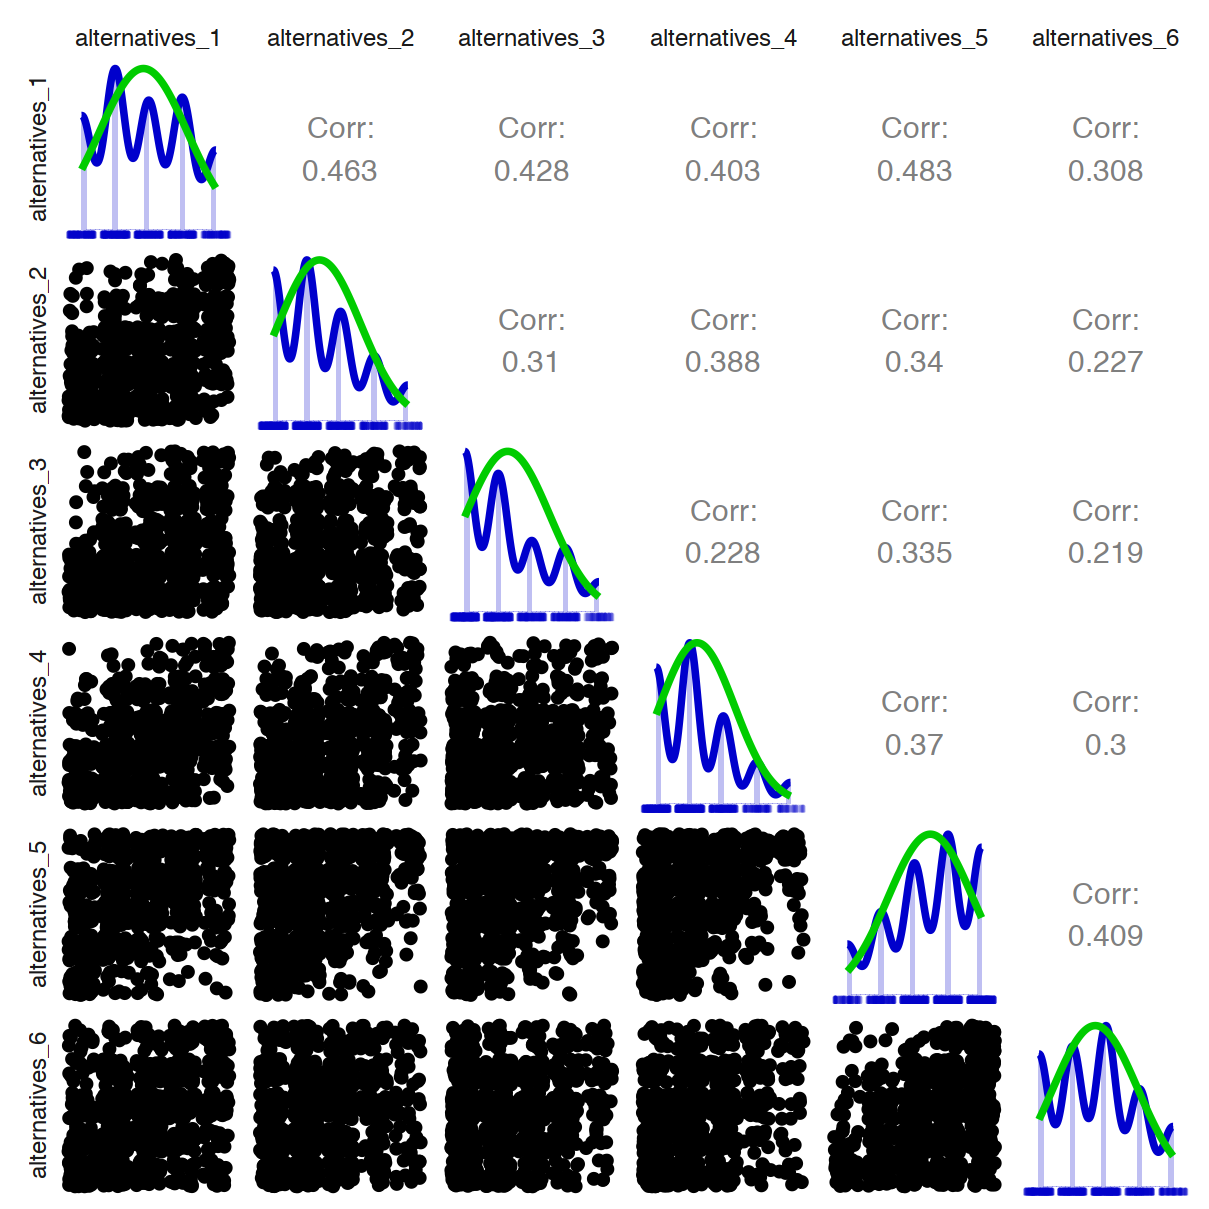 alternatives_1 alternatives_2 alternatives_3 alternatives_4 alternatives_5 alternatives_6
alternatives_1
Corr: Corr: Corr: Corr: Corr:
0.463 0.428 0.403 0.483 0.308
alternatives_2
Corr: Corr: Corr: Corr:
0.31 0.388 0.34 0.227
alternatives_3
Corr: Corr: Corr:
0.228 0.335 0.219
alternatives_4
Corr: Corr:
0.37 0.3
alternatives_5
Corr:
0.409
alternatives_6